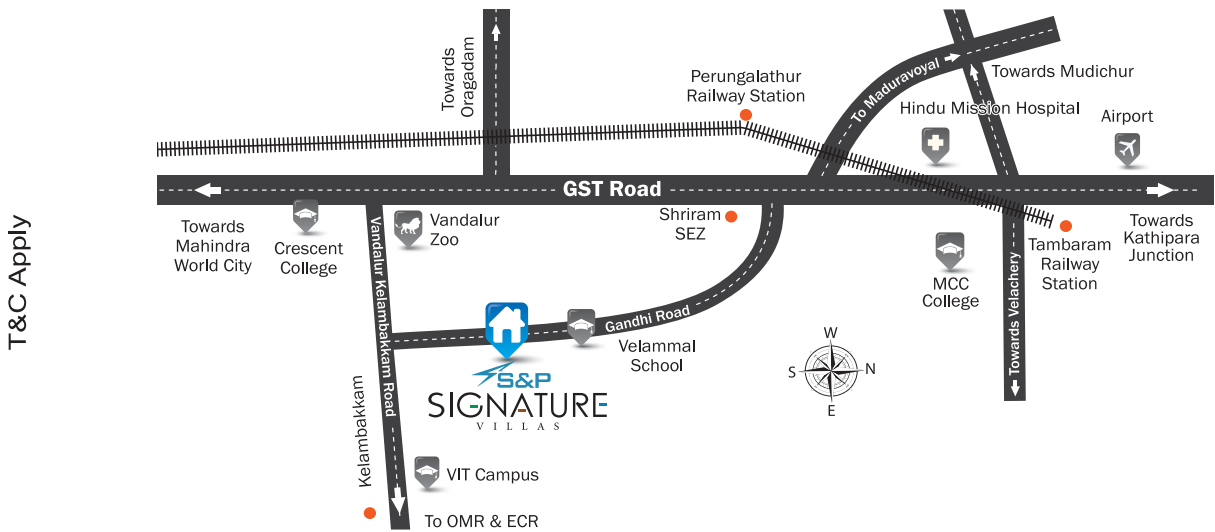 Towards
Oragadam
Perungalathur
Railway Station
To Maduravoyal
Towards Mudichur
Hindu Mission Hospital
Airport
GST Road
T&C Apply
Towards
Mahindra
World City
Crescent
College
Vandalur Kelambakkam Road
Vandalur
Zoo
Shriram
SEZ
MCC
College
Tambaram
Railway
Station
Towards
Kathipara
Junction
Towards Velachery
Gandhi Road
Velammal
School
S&P
SIGNATURE
VILLAS
W
S
N
E
Kelambakkam
VIT Campus
To OMR & ECR